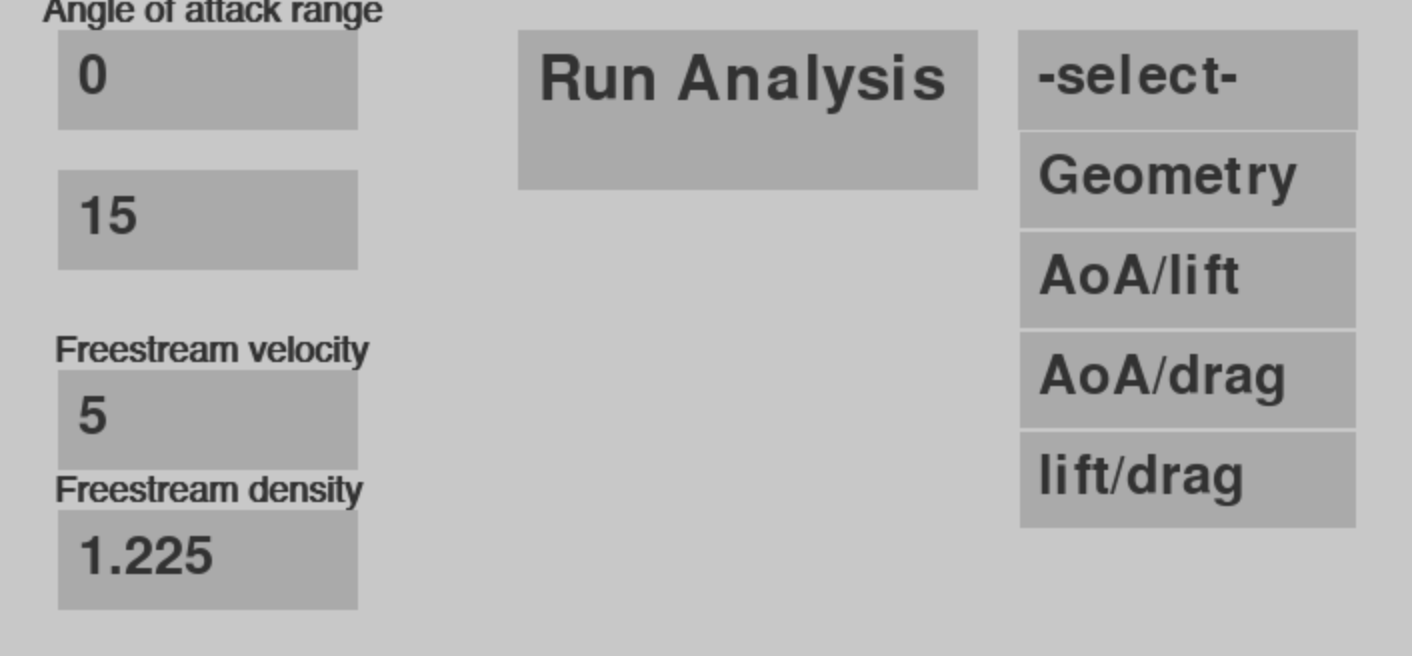 Angle of attack range
0
15
Freestream velocity
5
Freestream density
1.225
Run Analysis
-select-
Geometry
AoA/lift
AoA/drag
lift/drag